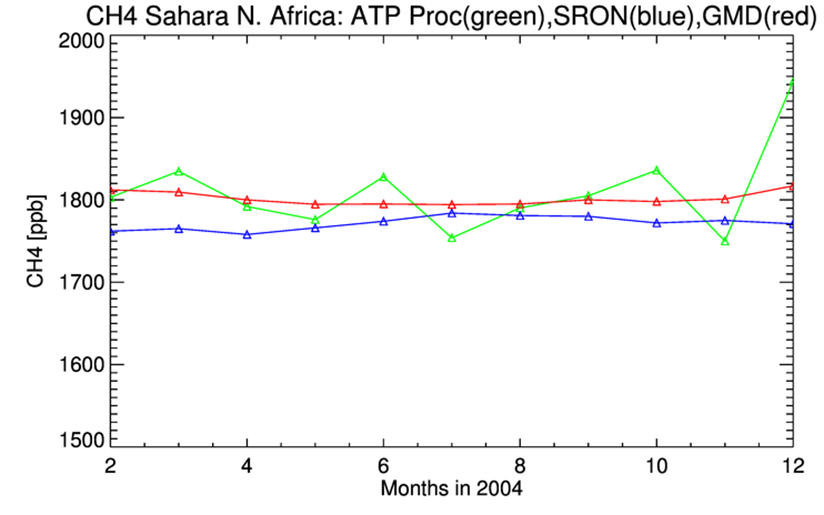 CH4 Sahara N. Africa: ATP Proc(green),SRON(blue),GMD(red)
2000
1900
1800
1700
1600
1500
CH4 [ppb]
2 4 6 8 10 12
Months in 2004